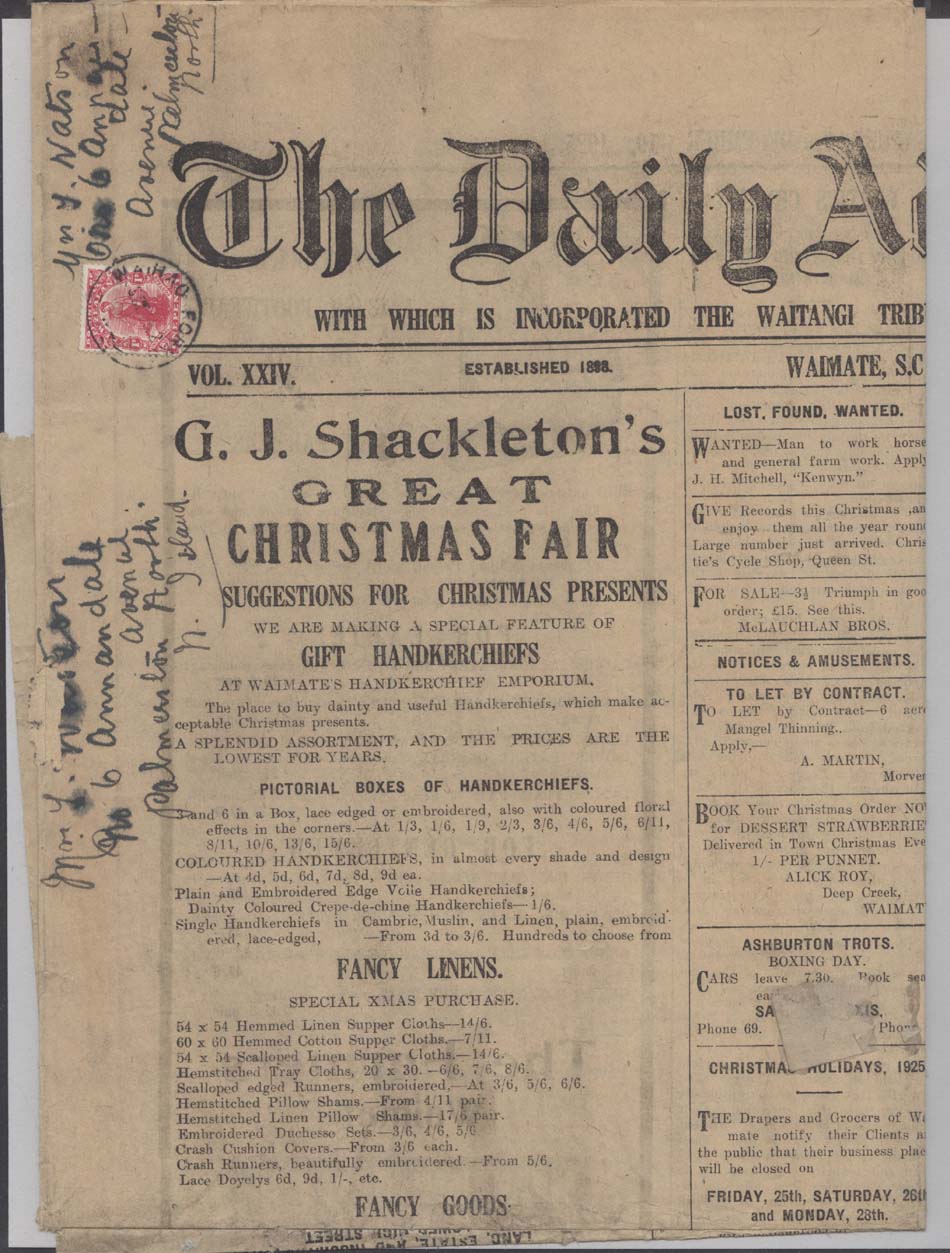 Watson
6 Annan
date
Avenue
Palmerston
North.
WAIHAO FOR
The Daily Ad
WITH WHICH IS INCORPORATED THE WAITANGI TRIB
VOL. XXIV.
ESTABLISHED 1898.
WAIMATE, S.C
Mr
No 6 Annandale
Avenue.
Palmerston North.
N. Island.
G. J. Shackleton's
GREAT
CHRISTMAS FAIR
SUGGESTIONS FOR CHRISTMAS PRESENTS
WE ARE MAKING A SPECIAL FEATURE OF
GIFT HANDKERCHIEFS
AT WAIMATE'S HANDKERCHIEF EMPORIUM.
The place to buy dainty and useful Handkerchiefs, which make ac-
ceptable Christmas presents.
A SPLENDID ASSORTMENT, AND THE PRICES ARE THE
LOWEST FOR YEARS.
PICTORIAL BOXES OF HANDKERCHIEFS.
3 and 6 in a Box, lace edged or embroidered, also with coloured floral
effects in the corners.—At 1/3, 1/6, 1/9, 2/3, 3/6, 4/6, 5/6, 6/11,
8/11, 10/6, 13/6, 15/6.
COLOURED HANDKERCHIEFS, in almost every shade and design
—At 4d, 5d, 6d, 7d, 8d, 9d ea.
Plain and Embroidered Edge Voile Handkerchiefs;
Dainty Coloured Crepe-de-chine Handkerchiefs—1/6.
Single Handkerchiefs in Cambric, Muslin, and Linen, plain, embroid-
ered, lace-edged, —From 3d to 3/6. Hundreds to choose from
FANCY LINENS.
SPECIAL XMAS PURCHASE.
54 x 54 Hemmed Linen Supper Cloths—14/6.
60 x 60 Hemmed Cotton Supper Cloths.—7/11.
54 x 54 Scalloped Linen Supper Cloths.—14/6.
Hemstitched Tray Cloths, 20 x 30.—6/6, 7/6, 8/6.
Scalloped edged Runners, embroidered.—At 3/6, 5/6, 6/6.
Hemstitched Pillow Shams.—From 4/11 pair.
Hemstitched Linen Pillow Shams.—17/6 pair.
Embroidered Duchesse Sets.—3/6, 4/6, 5/6
Crash Cushion Covers.—From 3/6 each.
Crash Runners, beautifully embroidered.—From 5/6.
Lace Doyelys 6d, 9d, 1/-, etc.
FANCY GOODS.
LOST, FOUND, WANTED.
WANTED—Man to work horse
and general farm work. Apply
J. H. Mitchell, "Kenwyn."
GIVE Records this Christmas ,an
enjoy them all the year round
Large number just arrived. Chris
tie's Cycle Shop, Queen St.
FOR SALE—3½ Triumph in goo
order; £15. See this.
McLAUCHLAN BROS.
NOTICES & AMUSEMENTS.
TO LET BY CONTRACT.
TO LET by Contract—6 acre
Mangel Thinning..
Apply,—
A. MARTIN,
Morven
BOOK Your Christmas Order NOW
for DESSERT STRAWBERRIE
Delivered in Town Christmas Eve
1/- PER PUNNET.
ALICK ROY,
Deep Creek,
WAIMAT
ASHBURTON TROTS.
BOXING DAY.
CARS leave 7.30. Book sea
ea
SA XIS,
Phone 69. Phon
CHRISTMA HOLIDAYS, 1925
THE Drapers and Grocers of Wa
mate notify their Clients a
the public that their business plac
will be closed on
FRIDAY, 25th, SATURDAY, 26th
and MONDAY, 28th.
LAND, ESTATE, AND
STREET